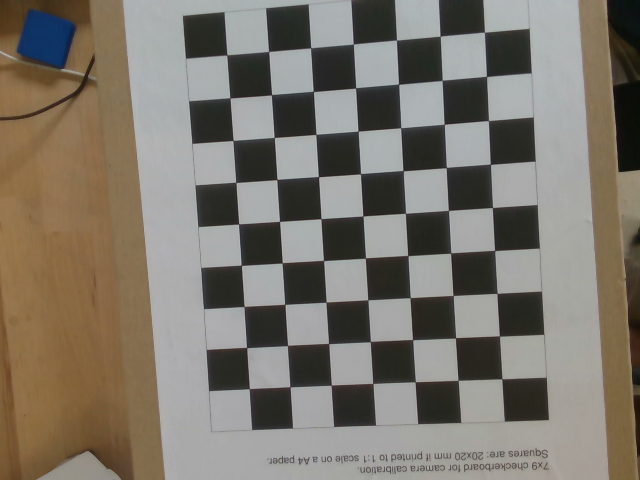 7x9 checkerboard for camera calibration.
Squares are: 20x20 mm if printed to 1:1 scale on a A4 paper.